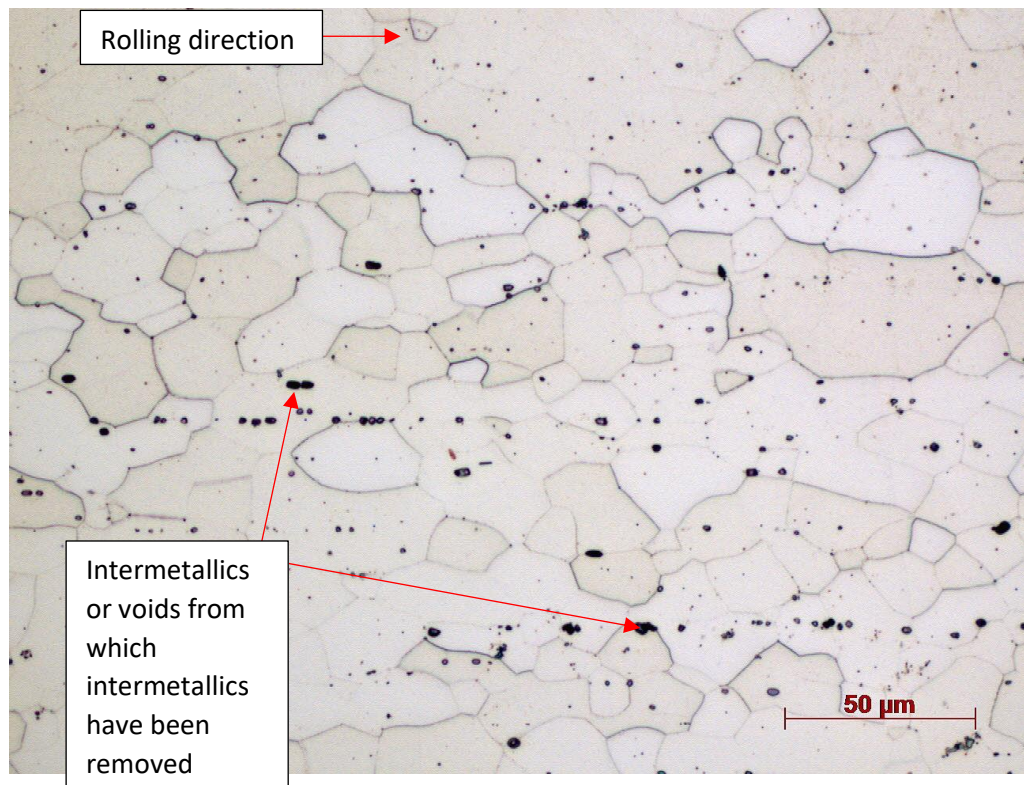 Rolling direction
Intermetallics
or voids from
which
intermetallics
have been
removed
50 µm